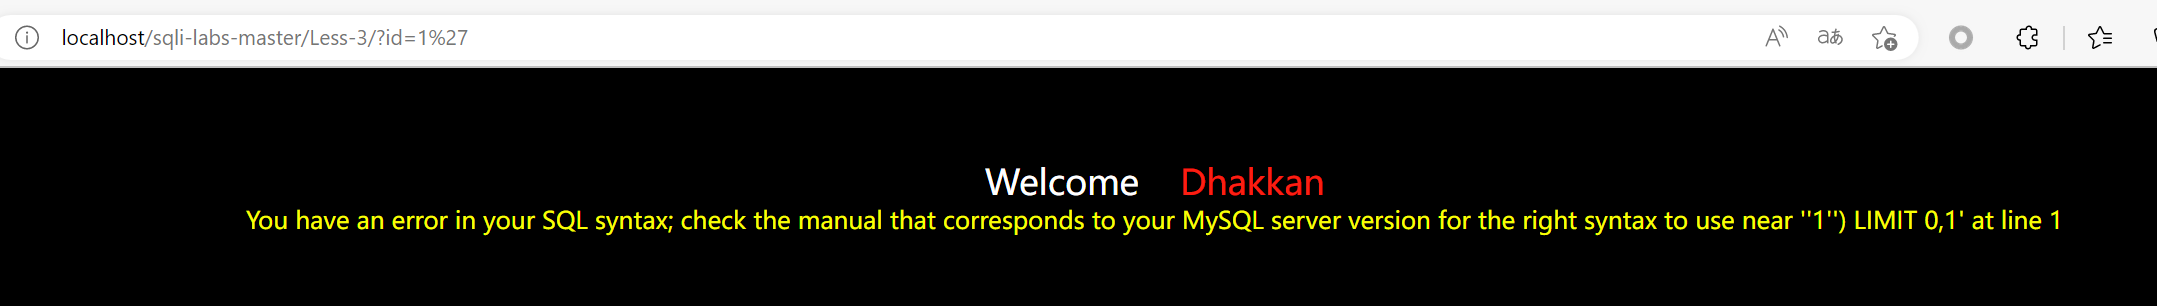 localhost/sqli-labs-master/Less-3/?id=1%27
Welcome Dhakkan
You have an error in your SQL syntax; check the manual that corresponds to your MySQL server version for the right syntax to use near ''1'') LIMIT 0,1' at line 1